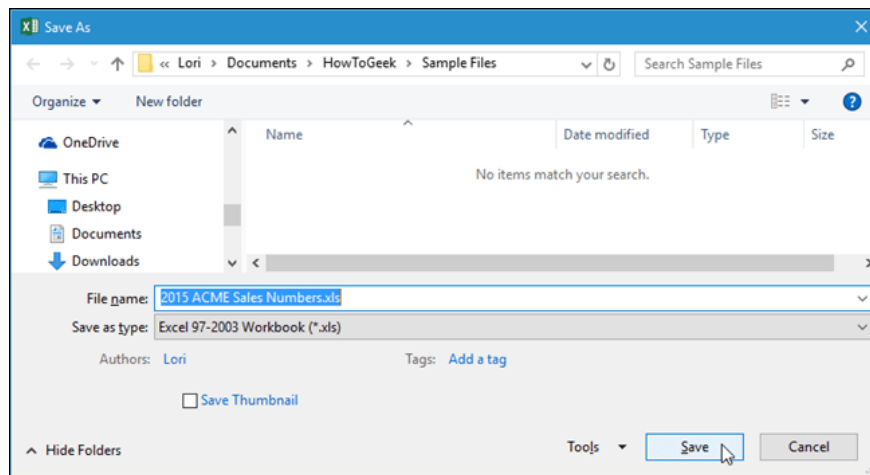 Save As
« Lori › Documents › HowToGeek › Sample Files
Search Sample Files
Organize
New folder
Name
Date modified
Type
Size
No items match your search.
OneDrive
This PC
Desktop
Documents
Downloads
File name: 2015 ACME Sales Numbers.xls
Save as type: Excel 97-2003 Workbook (*.xls)
Authors: Lori
Tags: Add a tag
Save Thumbnail
Hide Folders
Tools
Save
Cancel